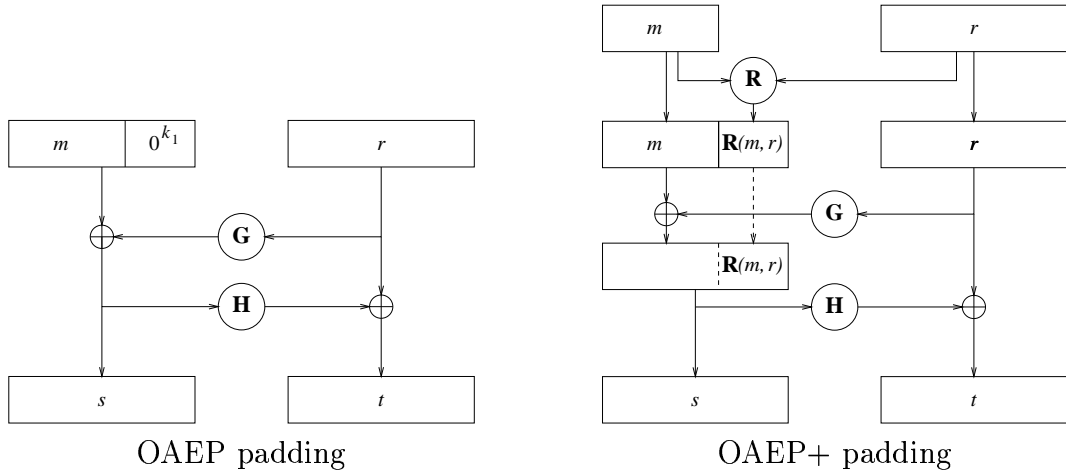 m r
R
m 0^{k_1} r
m R(m, r) r
G
G
R(m, r)
H
H
s t
s t
OAEP padding
OAEP+ padding